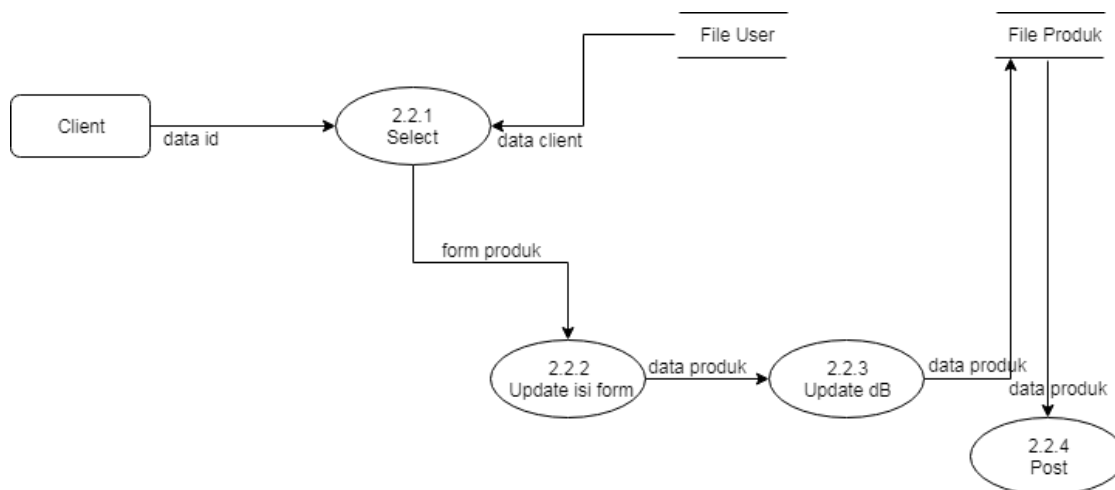 File User
File Produk
Client
data id
2.2.1
Select
data client
form produk
2.2.2
Update isi form
data produk
2.2.3
Update dB
data produk
data produk
2.2.4
Post